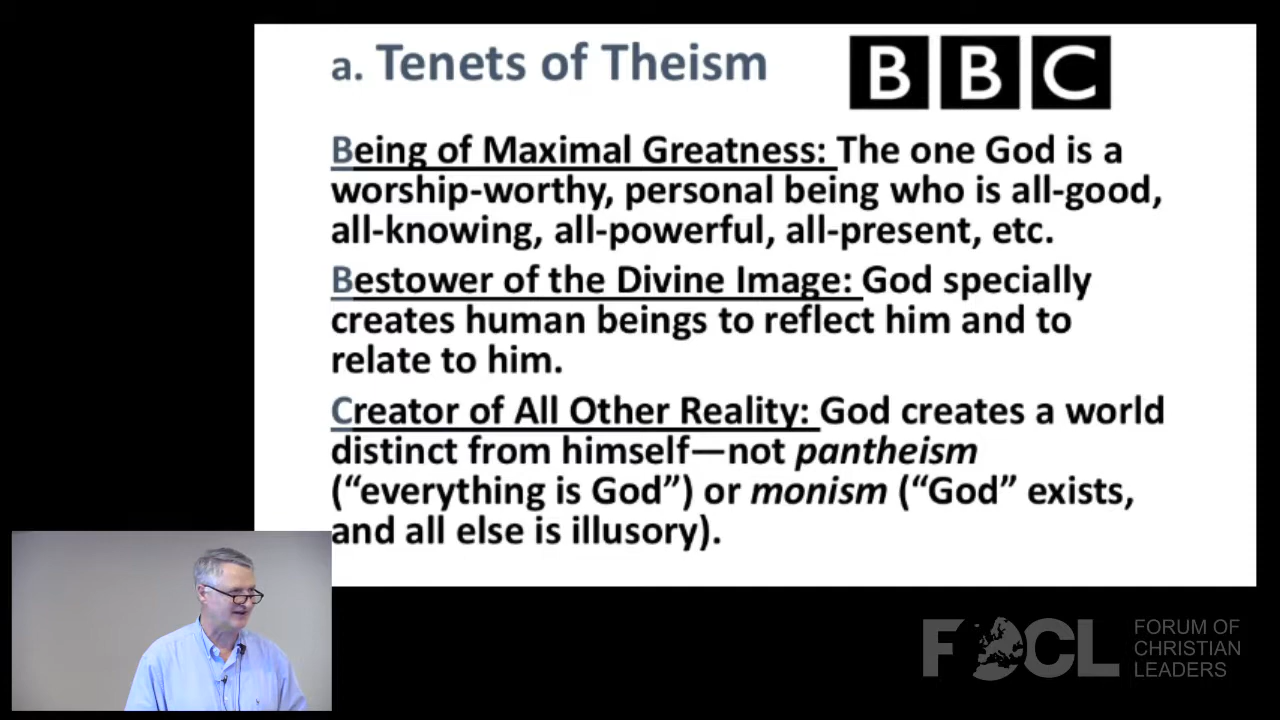 a. Tenets of Theism
BBC
Being of Maximal Greatness: The one God is a
worship-worthy, personal being who is all-good,
all-knowing, all-powerful, all-present, etc.
Bestower of the Divine Image: God specially
creates human beings to reflect him and to
relate to him.
Creator of All Other Reality: God creates a world
distinct from himself—not pantheism
(“everything is God”) or monism (“God” exists,
and all else is illusory).
FOCL
FORUM OF
CHRISTIAN
LEADERS